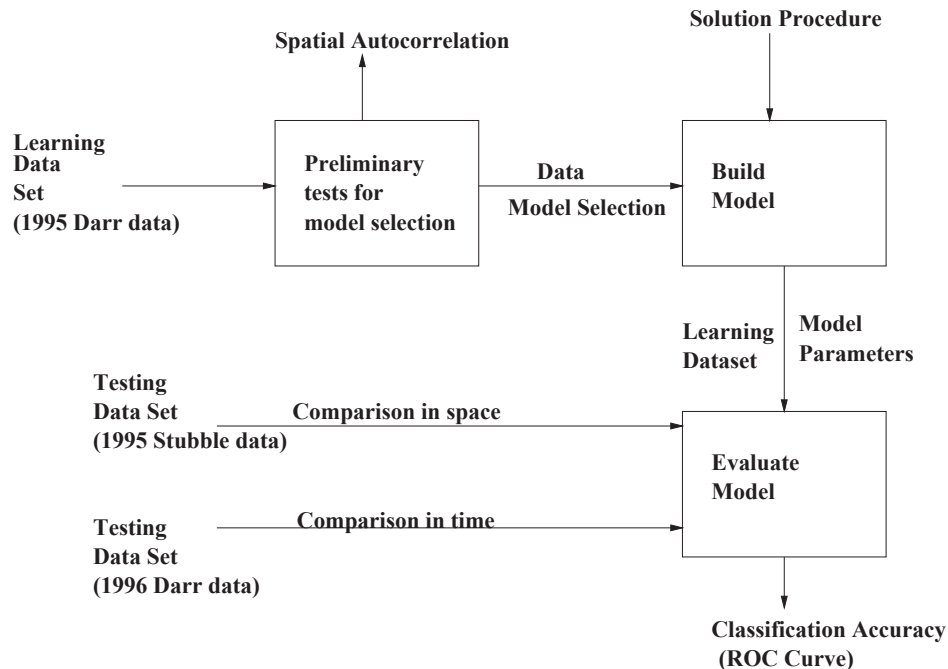 Solution Procedure
Spatial Autocorrelation
Learning
Data
Set
(1995 Darr data)
Preliminary
tests for
model selection
Data
Model Selection
Build
Model
Learning
Dataset
Model
Parameters
Testing
Data Set
(1995 Stubble data)
Comparison in space
Evaluate
Model
Testing
Data Set
(1996 Darr data)
Comparison in time
Classification Accuracy
(ROC Curve)